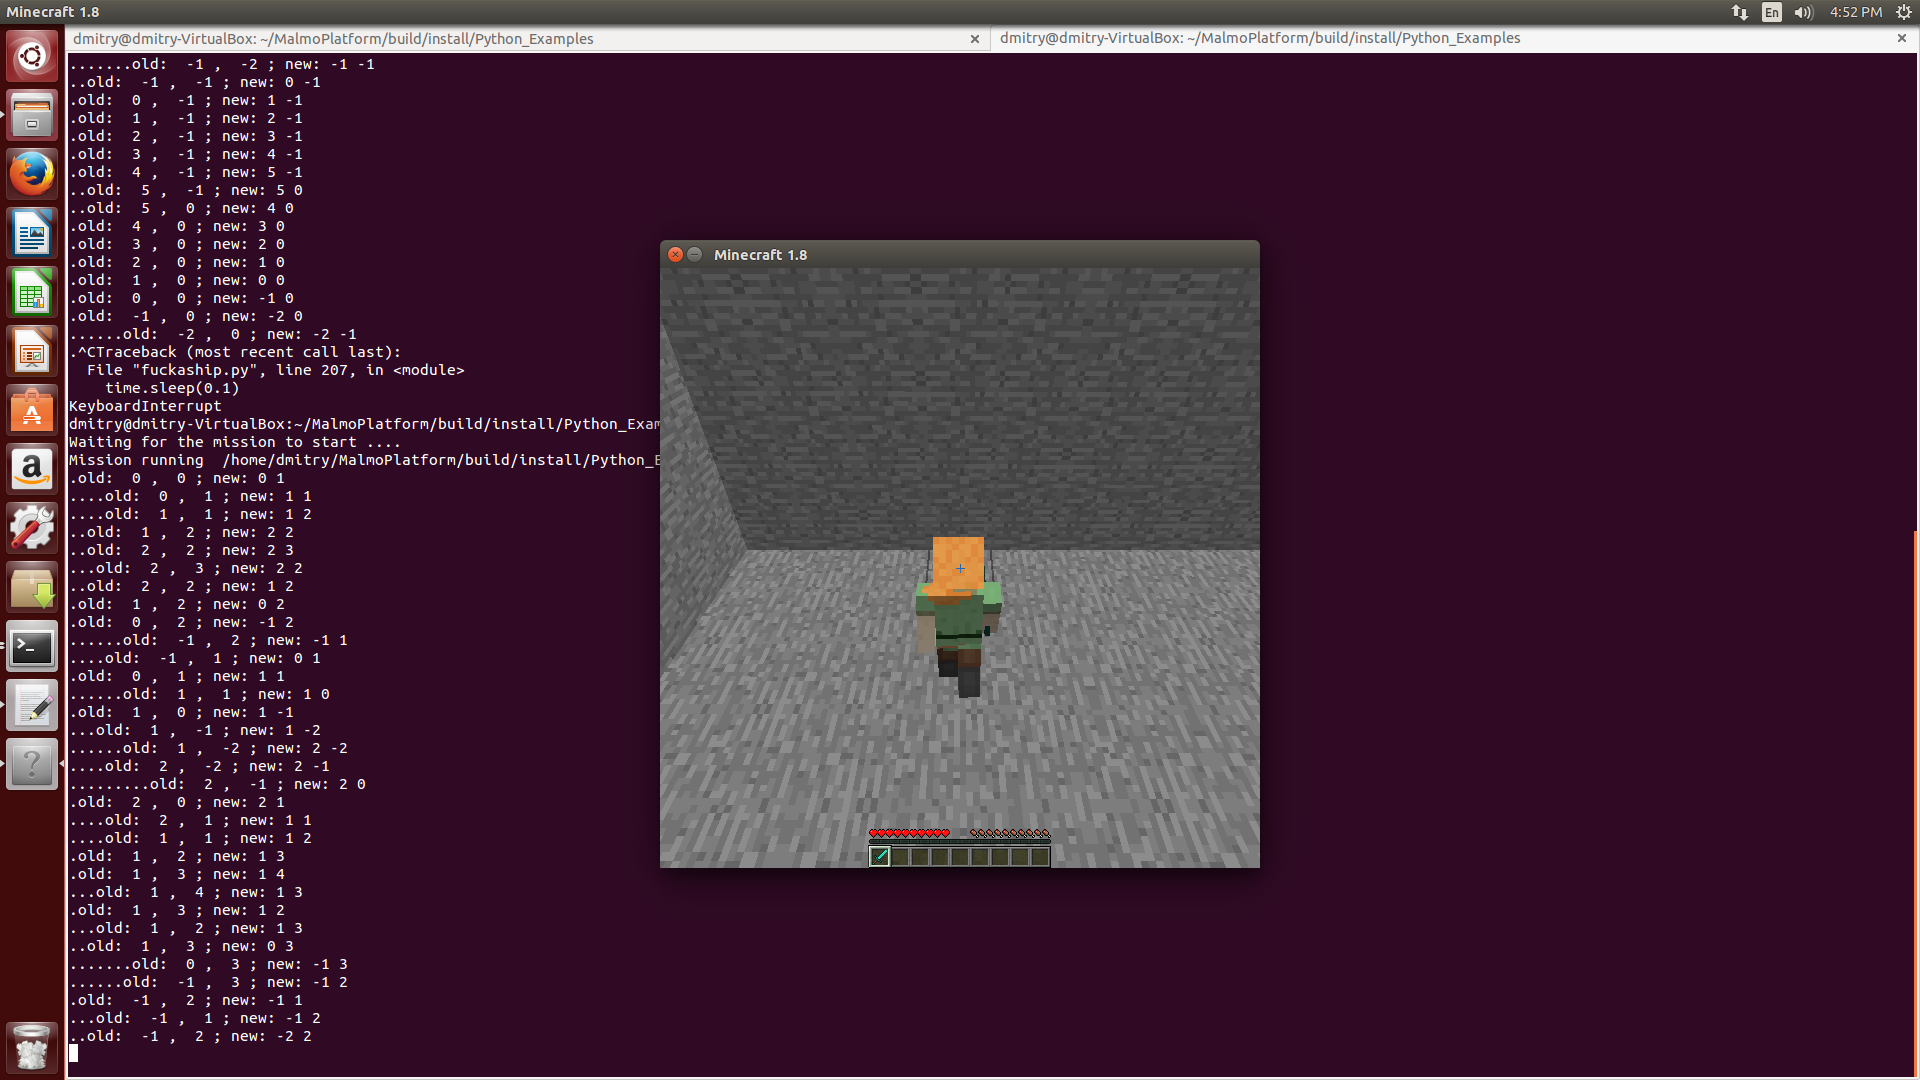 Minecraft 1.8
En
4:52 PM
dmitry@dmitry-VirtualBox: ~/MalmoPlatform/build/install/Python_Examples
dmitry@dmitry-VirtualBox: ~/MalmoPlatform/build/install/Python_Examples
.......old:  -1 ,  -2 ; new: -1 -1
..old:  -1 ,  -1 ; new: 0 -1
.old:  0 ,  -1 ; new: 1 -1
.old:  1 ,  -1 ; new: 2 -1
.old:  2 ,  -1 ; new: 3 -1
.old:  3 ,  -1 ; new: 4 -1
.old:  4 ,  -1 ; new: 5 -1
..old:  5 ,  -1 ; new: 5 0
..old:  5 ,  0 ; new: 4 0
.old:  4 ,  0 ; new: 3 0
.old:  3 ,  0 ; new: 2 0
.old:  2 ,  0 ; new: 1 0
.old:  1 ,  0 ; new: 0 0
.old:  0 ,  0 ; new: -1 0
.old:  -1 ,  0 ; new: -2 0
......old:  -2 ,  0 ; new: -2 -1
.^CTraceback (most recent call last):
  File "fuckaship.py", line 207, in <module>
    time.sleep(0.1)
KeyboardInterrupt
dmitry@dmitry-VirtualBox:~/MalmoPlatform/build/install/Python_Exam
Waiting for the mission to start ....
Mission running  /home/dmitry/MalmoPlatform/build/install/Python_E
.old:  0 ,  0 ; new: 0 1
....old:  0 ,  1 ; new: 1 1
....old:  1 ,  1 ; new: 1 2
..old:  1 ,  2 ; new: 2 2
..old:  2 ,  2 ; new: 2 3
...old:  2 ,  3 ; new: 2 2
..old:  2 ,  2 ; new: 1 2
.old:  1 ,  2 ; new: 0 2
.old:  0 ,  2 ; new: -1 2
......old:  -1 ,  2 ; new: -1 1
....old:  -1 ,  1 ; new: 0 1
.old:  0 ,  1 ; new: 1 1
......old:  1 ,  1 ; new: 1 0
.old:  1 ,  0 ; new: 1 -1
...old:  1 ,  -1 ; new: 1 -2
......old:  1 ,  -2 ; new: 2 -2
....old:  2 ,  -2 ; new: 2 -1
.........old:  2 ,  -1 ; new: 2 0
.old:  2 ,  0 ; new: 2 1
....old:  2 ,  1 ; new: 1 1
....old:  1 ,  1 ; new: 1 2
.old:  1 ,  2 ; new: 1 3
.old:  1 ,  3 ; new: 1 4
...old:  1 ,  4 ; new: 1 3
.old:  1 ,  3 ; new: 1 2
...old:  1 ,  2 ; new: 1 3
..old:  1 ,  3 ; new: 0 3
.......old:  0 ,  3 ; new: -1 3
......old:  -1 ,  3 ; new: -1 2
.old:  -1 ,  2 ; new: -1 1
...old:  -1 ,  1 ; new: -1 2
..old:  -1 ,  2 ; new: -2 2
Minecraft 1.8